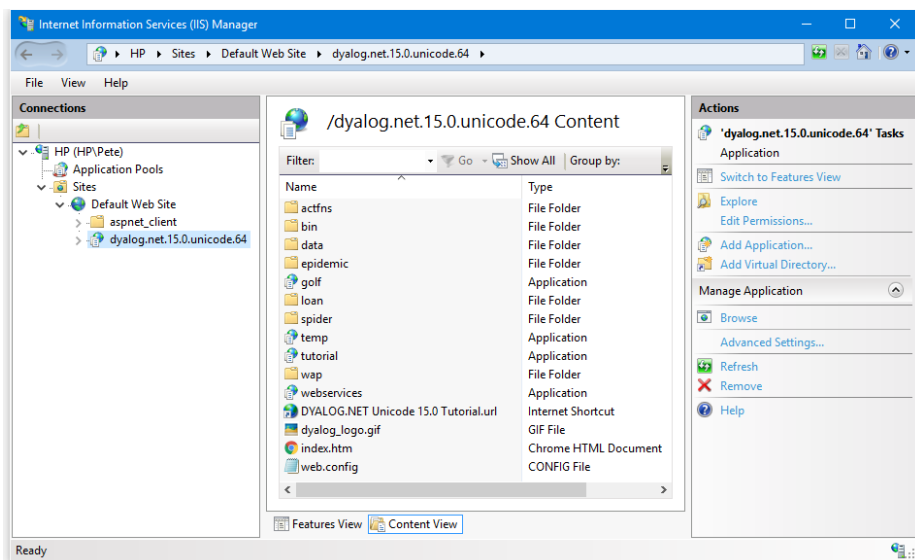 Internet Information Services (IIS) Manager
HP Sites Default Web Site dyalog.net.15.0.unicode.64
File View Help
Connections
HP (HP\Pete)
Application Pools
Sites
Default Web Site
aspnet_client
dyalog.net.15.0.unicode.64
/dyalog.net.15.0.unicode.64 Content
Filter: Go Show All Group by:
Name Type
actfns File Folder
bin File Folder
data File Folder
epidemic File Folder
golf Application
loan File Folder
spider File Folder
temp Application
tutorial Application
wap File Folder
webservices Application
DYALOG.NET Unicode 15.0 Tutorial.url Internet Shortcut
dyalog_logo.gif GIF File
index.htm Chrome HTML Document
web.config CONFIG File
Features View Content View
Actions
'dyalog.net.15.0.unicode.64' Tasks
Application
Switch to Features View
Explore
Edit Permissions...
Add Application...
Add Virtual Directory...
Manage Application
Browse
Advanced Settings...
Refresh
Remove
Help
Ready